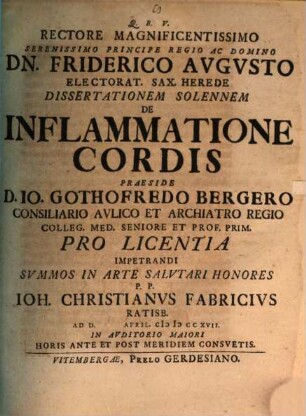 Q. B. V.
RECTORE MAGNIFICENTISSIMO
SERENISSIMO PRINCIPE REGIO AC DOMINO
DN. FRIDERICO AVGVSTO
ELECTORAT. SAX. HEREDE
DISSERTATIONEM SOLENNEM
DE
INFLAMMATIONE
CORDIS
PRAESIDE
D. IO. GOTHOFREDO BERGERO
CONSILIARIO AVLICO ET ARCHIATRO REGIO
COLLEG. MED. SENIORE ET PROF. PRIM.
PRO LICENTIA
IMPETRANDI
SVMMOS IN ARTE SALVTARI HONORES
P. P.
IOH. CHRISTIANVS FABRICIVS
RATISB.
AD D. APRIL. cIↃ IↃ CC XVII.
IN AVDITORIO MAIORI
HORIS ANTE ET POST MERIDIEM CONSVETIS.
VITEMBERGAE, PRELO GERDESIANO.